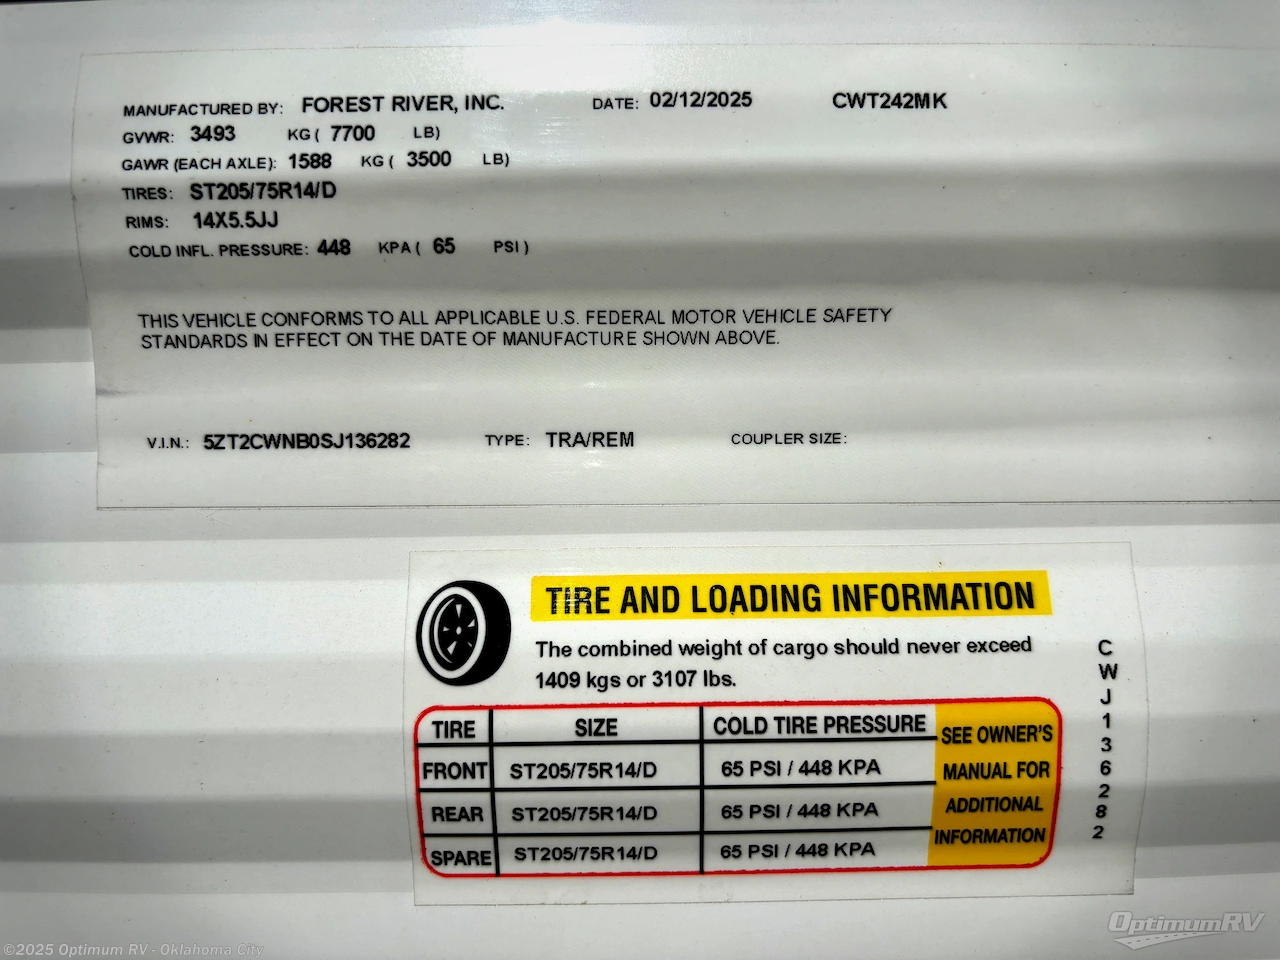 MANUFACTURED BY: FOREST RIVER, INC. DATE: 02/12/2025 CWT242MK
GVWR: 3493 KG ( 7700 LB)
GAWR (EACH AXLE): 1588 KG ( 3500 LB)
TIRES: ST205/75R14/D
RIMS: 14X5.5JJ
COLD INFL. PRESSURE: 448 KPA ( 65 PSI )
THIS VEHICLE CONFORMS TO ALL APPLICABLE U.S. FEDERAL MOTOR VEHICLE SAFETY
STANDARDS IN EFFECT ON THE DATE OF MANUFACTURE SHOWN ABOVE.
V.I.N.: 5ZT2CWNB0SJ136282 TYPE: TRA/REM COUPLER SIZE:
TIRE AND LOADING INFORMATION
The combined weight of cargo should never exceed
1409 kgs or 3107 lbs.
TIRE SIZE COLD TIRE PRESSURE
FRONT ST205/75R14/D 65 PSI / 448 KPA
REAR ST205/75R14/D 65 PSI / 448 KPA
SPARE ST205/75R14/D 65 PSI / 448 KPA
SEE OWNER'S
MANUAL FOR
ADDITIONAL
INFORMATION
CWJ136282
OptimumRV
©2025 Optimum RV - Oklahoma City